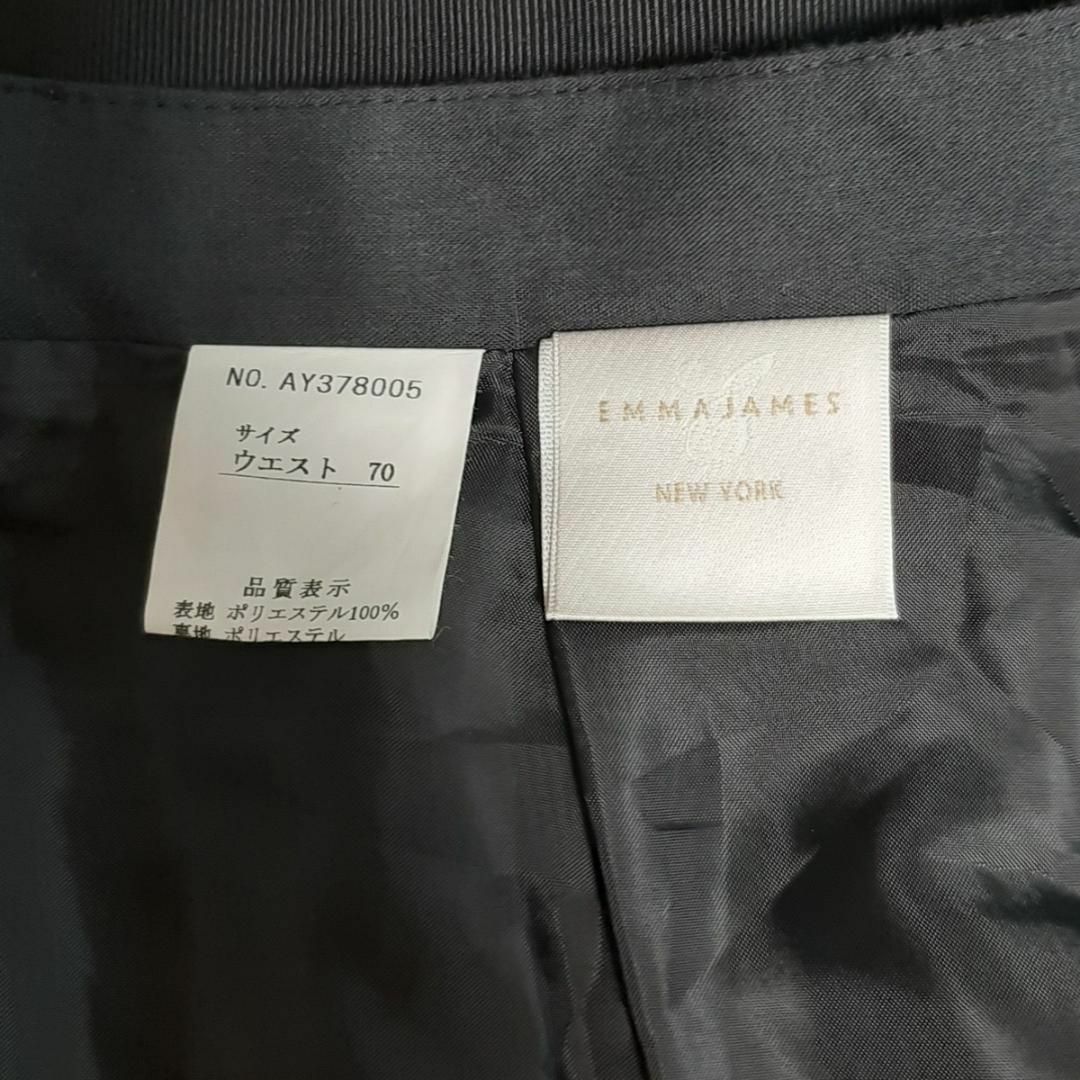 NO. AY378005
サイズ
ウエスト 70
品質表示
表地 ポリエステル100%
裏地 ポリエステル
EMMAJAMES
NEW YORK